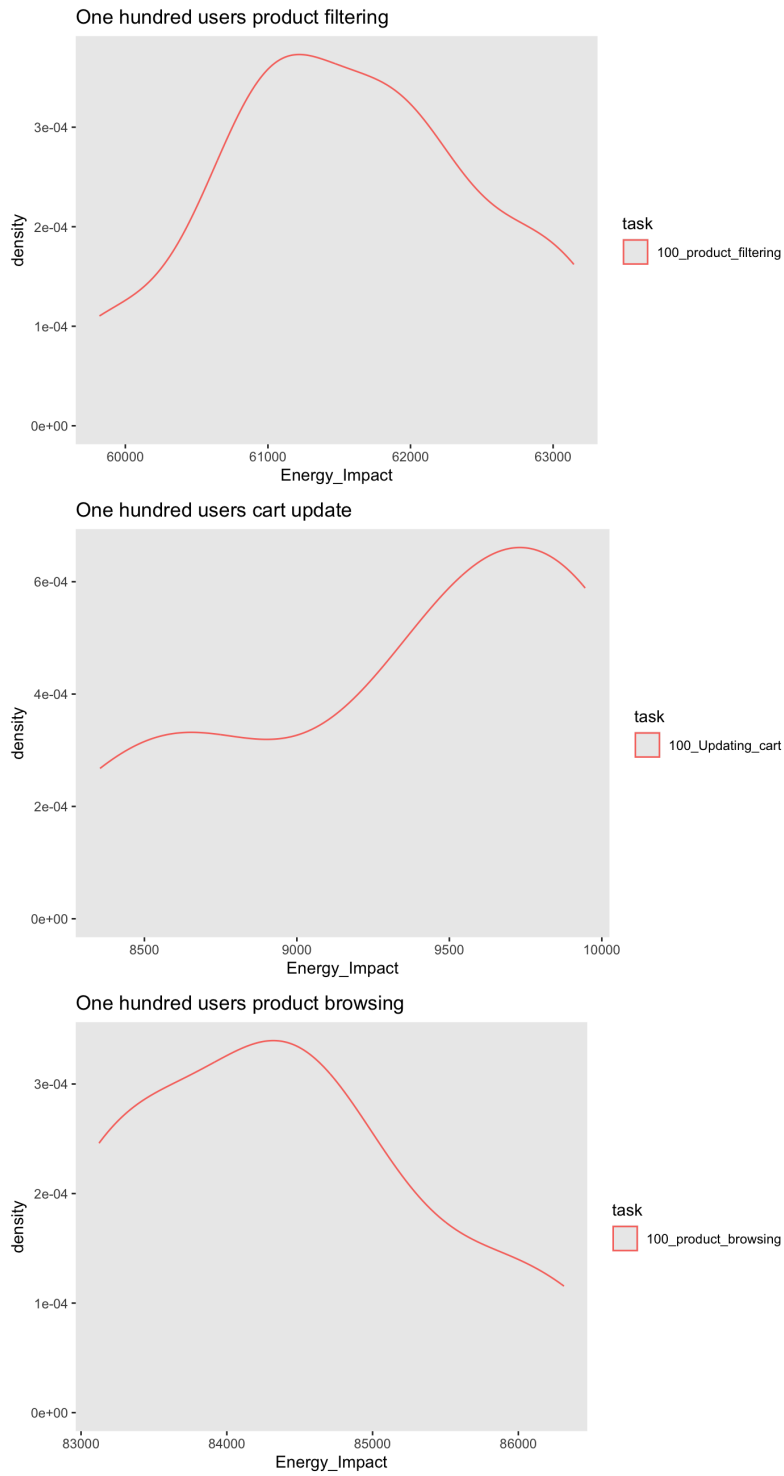 One hundred users product filtering
3e-04
2e-04
1e-04
0e+00
density
60000 61000 62000 63000
Energy_Impact
task
100_product_filtering
One hundred users cart update
6e-04
4e-04
2e-04
0e+00
density
8500 9000 9500 10000
Energy_Impact
task
100_Updating_cart
One hundred users product browsing
3e-04
2e-04
1e-04
0e+00
density
83000 84000 85000 86000
Energy_Impact
task
100_product_browsing